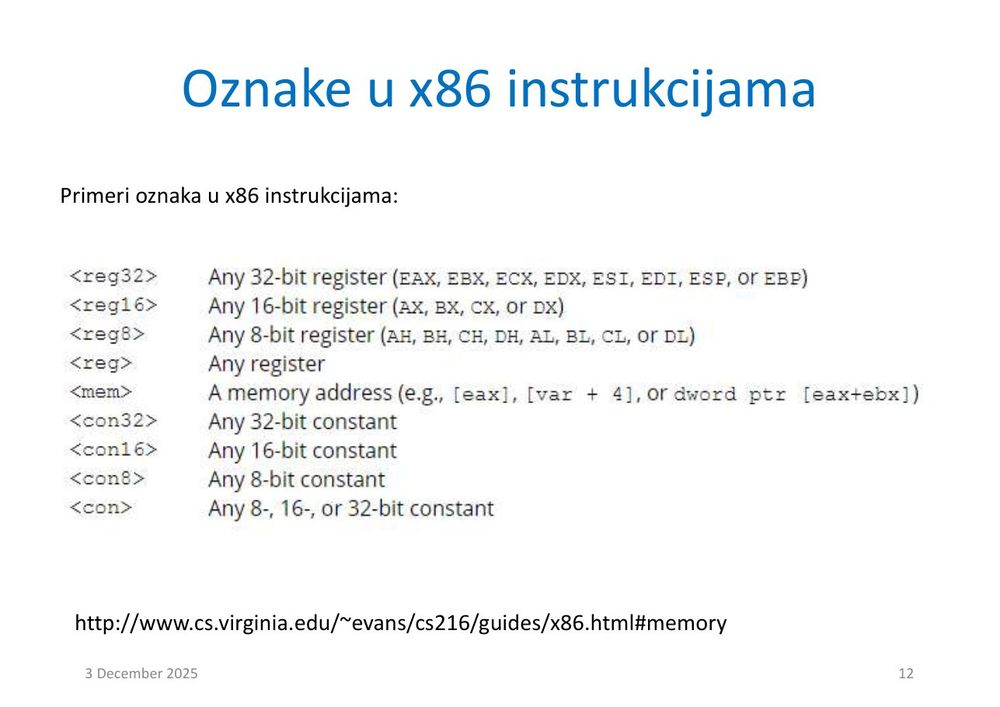 Oznake u x86 instrukcijama
Primeri oznaka u x86 instrukcijama:
<reg32> Any 32-bit register (EAX, EBX, ECX, EDX, ESI, EDI, ESP, or EBP)
<reg16> Any 16-bit register (AX, BX, CX, or DX)
<reg8> Any 8-bit register (AH, BH, CH, DH, AL, BL, CL, or DL)
<reg> Any register
<mem> A memory address (e.g., [eax], [var + 4], or dword ptr [eax+ebx])
<con32> Any 32-bit constant
<con16> Any 16-bit constant
<con8> Any 8-bit constant
<con> Any 8-, 16-, or 32-bit constant
http://www.cs.virginia.edu/~evans/cs216/guides/x86.html#memory
3 December 2025 12